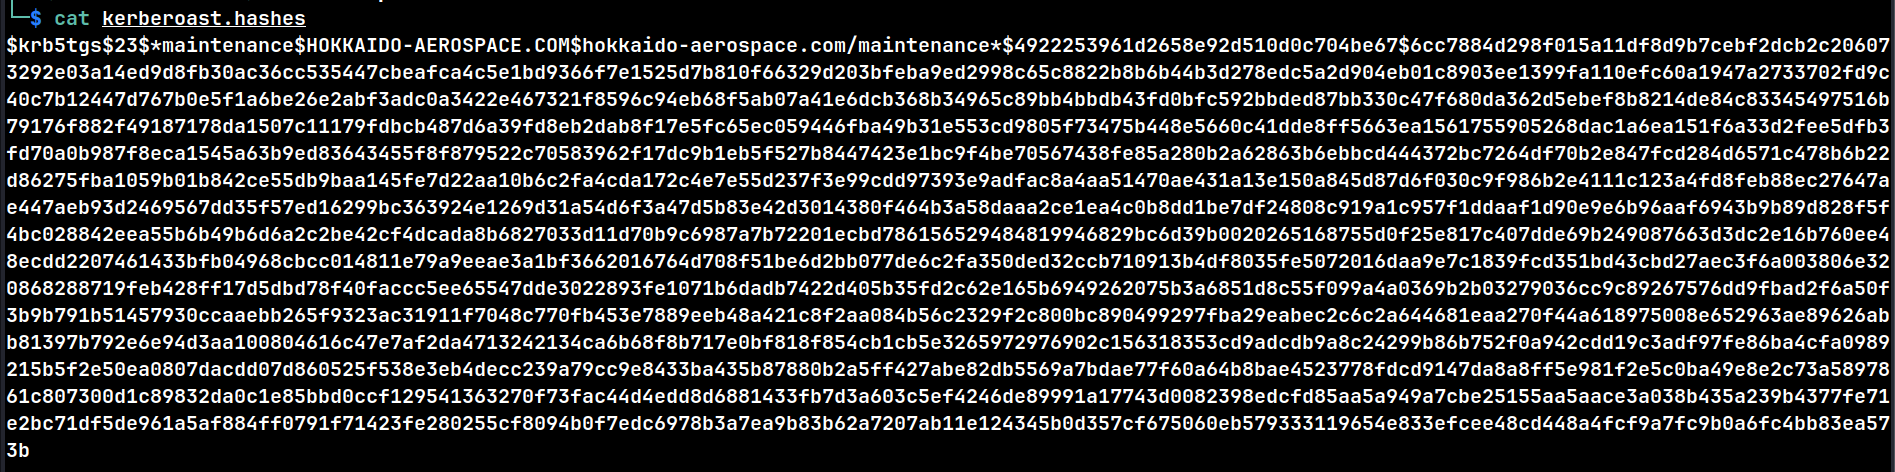 $ cat kerberoast.hashes
$krb5tgs$23$*maintenance$HOKKAIDO-AEROSPACE.COM$hokkaido-aerospace.com/maintenance*$4922253961d2658e92d510d0c704be67$6cc7884d298f015a11df8d9b7cebf2dcb2c20607
3292e03a14ed9d8fb30ac36cc535447cbeafca4c5e1bd9366f7e1525d7b810f66329d203bfeba9ed2998c65c8822b8b6b44b3d278edc5a2d904eb01c8903ee1399fa110efc60a1947a2733702fd9c
40c7b12447d767b0e5f1a6be26e2abf3adc0a3422e467321f8596c94eb68f5ab07a41e6dcb368b34965c89bb4bbdb43fd0bfc592bbded87bb330c47f680da362d5ebef8b8214de84c83345497516b
79176f882f49187178da1507c11179fdbcb487d6a39fd8eb2dab8f17e5fc65ec059446fba49b31e553cd9805f73475b448e5660c41dde8ff5663ea1561755905268dac1a6ea151f6a33d2fee5dfb3
fd70a0b987f8eca1545a63b9ed83643455f8f879522c70583962f17dc9b1eb5f527b8447423e1bc9f4be70567438fe85a280b2a62863b6ebbcd444372bc7264df70b2e847fcd284d6571c478b6b22
d86275fba1059b01b842ce55db9baa145fe7d22aa10b6c2fa4cda172c4e7e55d237f3e99cdd97393e9adfac8a4aa51470ae431a13e150a845d87d6f030c9f986b2e4111c123a4fd8feb88ec27647a
e447aeb93d2469567dd35f57ed16299bc363924e1269d31a54d6f3a47d5b83e42d3014380f464b3a58daaa2ce1ea4c0b8dd1be7df24808c919a1c957f1ddaaf1d90e9e6b96aaf6943b9b89d828f5f
4bc028842eea55b6b49b6d6a2c2be42cf4dcada8b6827033d11d70b9c6987a7b72201ecbd786156529484819946829bc6d39b0020265168755d0f25e817c407dde69b249087663d3dc2e16b760ee4
8ecdd2207461433bfb04968cbcc014811e79a9eeae3a1bf3662016764d708f51be6d2bb077de6c2fa350ded32ccb710913b4df8035fe5072016daa9e7c1839fcd351bd43cbd27aec3f6a003806e32
0868288719feb428ff17d5dbd78f40faccc5ee65547dde3022893fe1071b6dadb7422d405b35fd2c62e165b6949262075b3a6851d8c55f099a4a0369b2b03279036cc9c89267576dd9fbad2f6a50f
3b9b791b51457930ccaaebb265f9323ac31911f7048c770fb453e7889eeb48a421c8f2aa084b56c2329f2c800bc890499297fba29eabec2c6c2a644681eaa270f44a618975008e652963ae89626ab
b81397b792e6e94d3aa100804616c47e7af2da4713242134ca6b68f8b717e0bf818f854cb1cb5e3265972976902c156318353cd9adcdb9a8c24299b86b752f0a942cdd19c3adf97fe86ba4cfa0989
215b5f2e50ea0807dacdd07d860525f538e3eb4decc239a79cc9e8433ba435b87880b2a5ff427abe82db5569a7bdae77f60a64b8bae4523778fdcd9147da8a8ff5e981f2e5c0ba49e8e2c73a58978
61c807300d1c89832da0c1e85bbd0ccf129541363270f73fac44d4edd8d6881433fb7d3a603c5ef4246de89991a17743d0082398edcfd85aa5a949a7cbe25155aa5aace3a038b435a239b4377fe71
e2bc71df5de961a5af884ff0791f71423fe280255cf8094b0f7edc6978b3a7ea9b83b62a7207ab11e124345b0d357cf675060eb579333119654e833efcee48cd448a4fcf9a7fc9b0a6fc4bb83ea57
3b